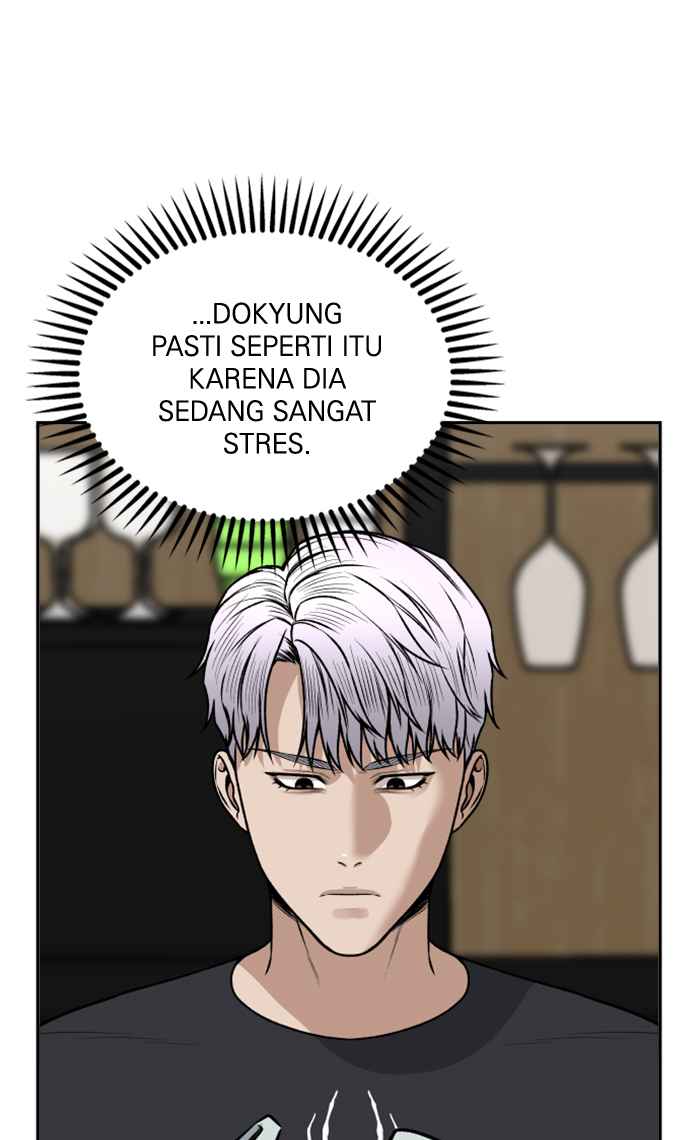 ...DOKYUNG
PASTI SEPERTI ITU
KARENA DIA
SEDANG SANGAT
STRES.